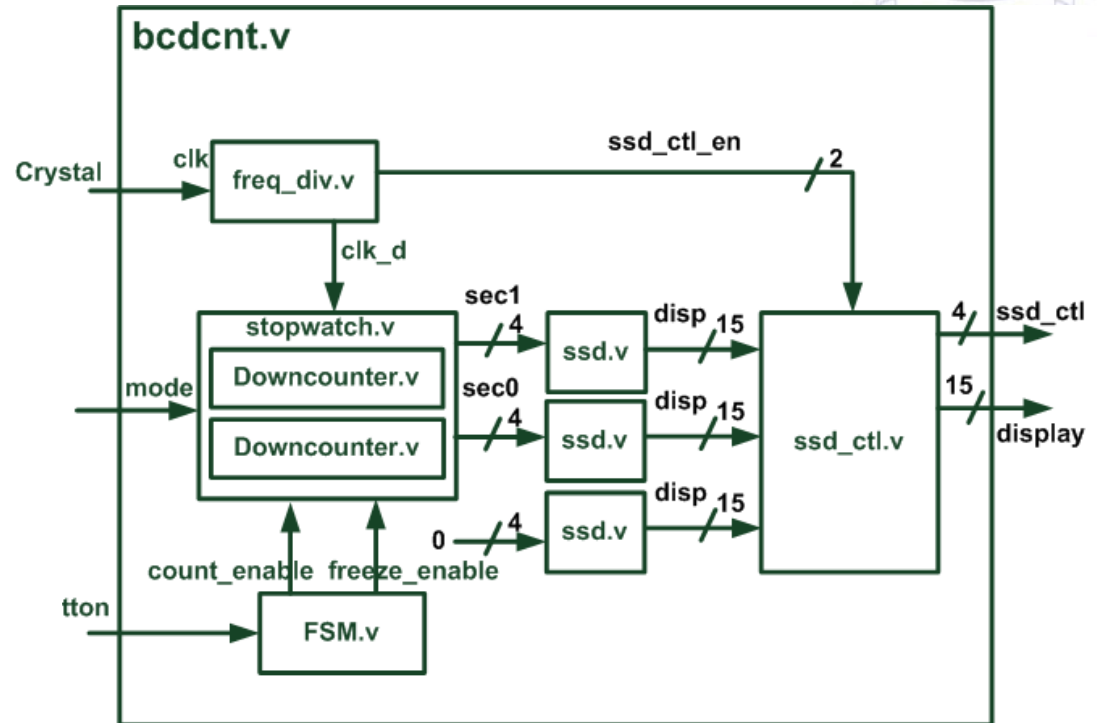 bcdcnt.v
Crystal
clk
freq_div.v
ssd_ctl_en
2
clk_d
mode
stopwatch.v
Downcounter.v
Downcounter.v
sec1
4
sec0
4
ssd.v
disp 15
ssd.v
disp 15
0
4
ssd.v
disp 15
ssd_ctl.v
4
ssd_ctl
15
display
count_enable freeze_enable
tton
FSM.v